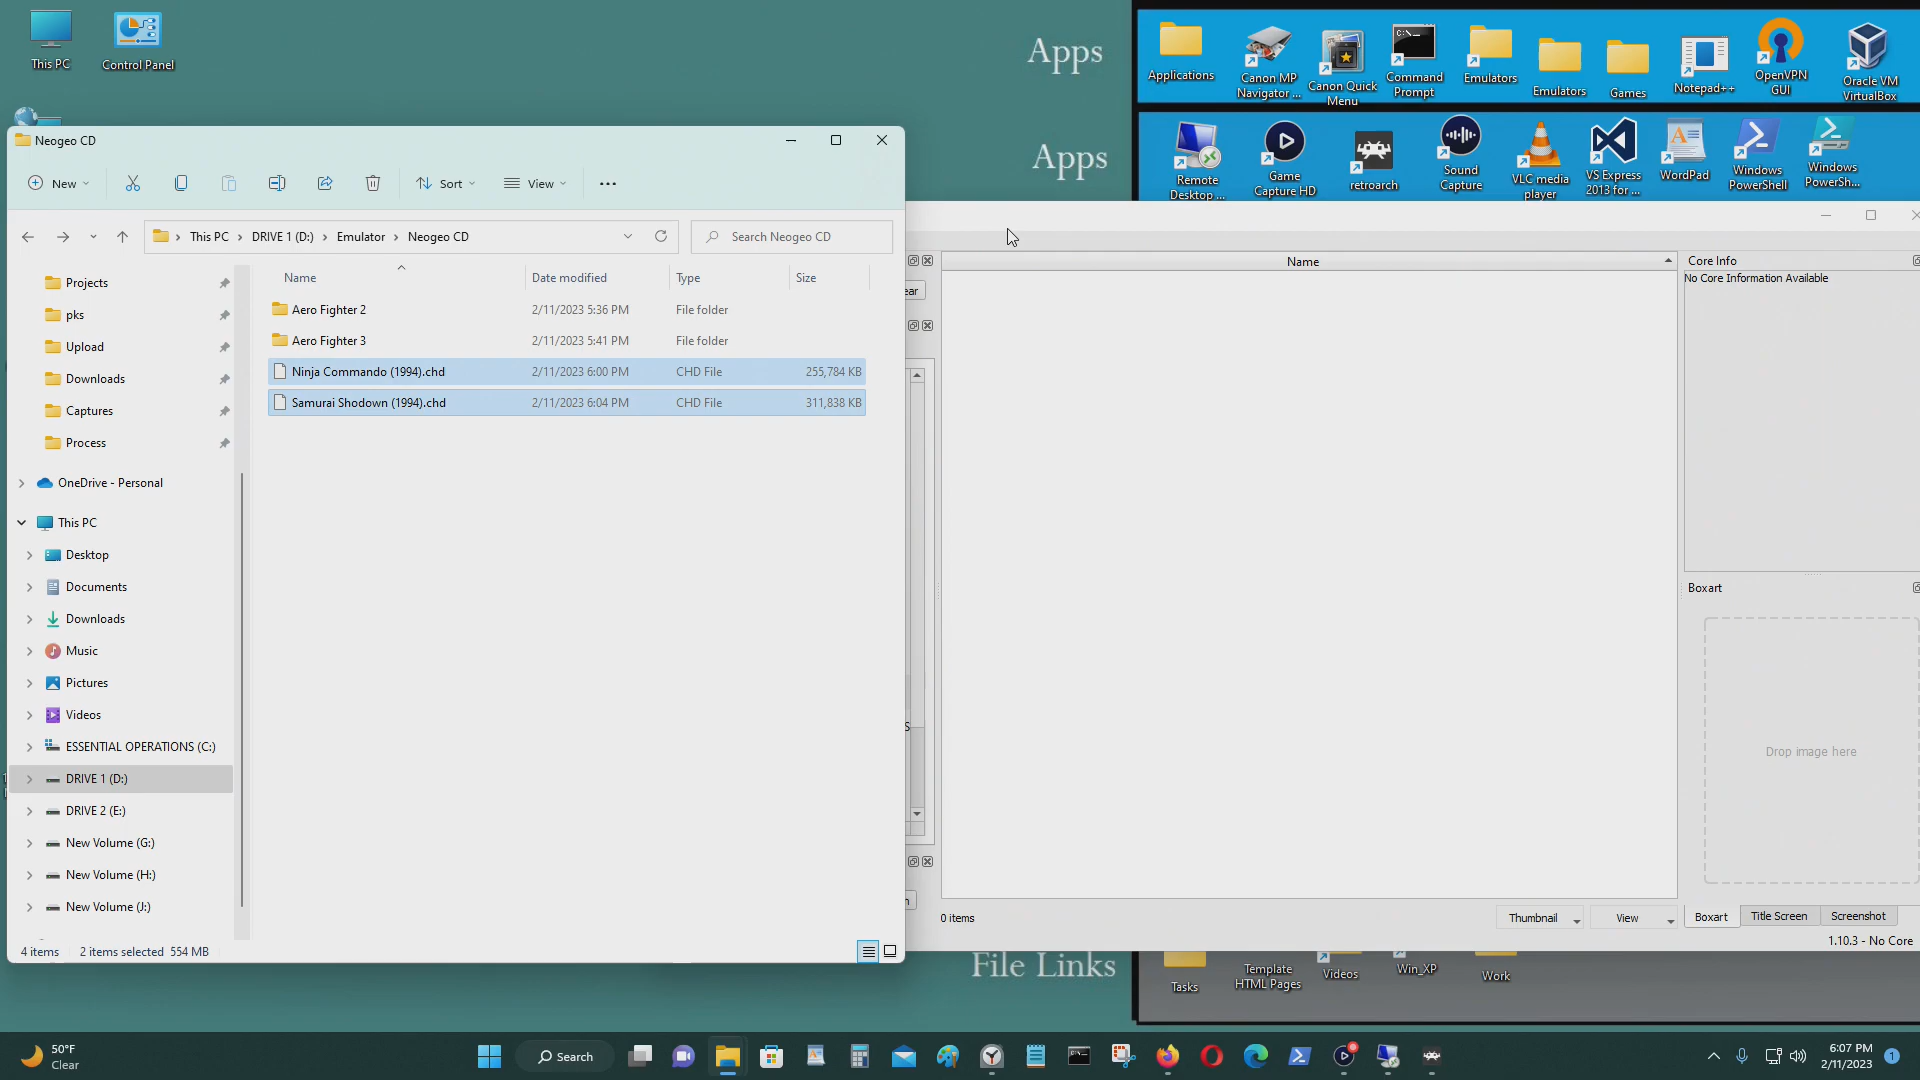 This PC
Control Panel
Apps
Applications
Canon MP
Navigator ...
Canon Quick
Menu
Command
Prompt
Emulators
Emulators
Games
Notepad++
OpenVPN
GUI
Oracle VM
VirtualBox
Apps
Remote
Desktop ...
Game
Capture HD
retroarch
Sound
Capture
VLC media
player
VS Express
2013 for ...
WordPad
Windows
PowerShell
Windows
PowerSh...
Neogeo CD
New
Sort
View
This PC > DRIVE 1 (D:) > Emulator > Neogeo CD
Search Neogeo CD
Projects
pks
Upload
Downloads
Captures
Process
OneDrive - Personal
This PC
Desktop
Documents
Downloads
Music
Pictures
Videos
ESSENTIAL OPERATIONS (C:)
DRIVE 1 (D:)
DRIVE 2 (E:)
New Volume (G:)
New Volume (H:)
New Volume (J:)
Name Date modified Type Size
Aero Fighter 2 2/11/2023 5:36 PM File folder
Aero Fighter 3 2/11/2023 5:41 PM File folder
Ninja Commando (1994).chd 2/11/2023 6:00 PM CHD File 255,784 KB
Samurai Shodown (1994).chd 2/11/2023 6:04 PM CHD File 311,838 KB
4 items 2 items selected 554 MB
ear
S
n
Name
0 items
Thumbnail
View
Core Info
No Core Information Available
Boxart
Drop image here
Boxart Title Screen Screenshot
1.10.3 - No Core
File Links
Tasks
Template
HTML Pages
Videos
Win_XP
Work
50°F
Clear
Search
6:07 PM
2/11/2023
1